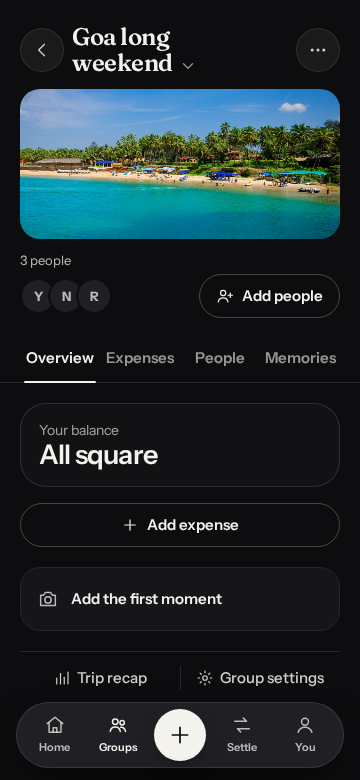 Goa long
weekend
3 people
Y N R
Add people
Overview Expenses People Memories
Your balance
All square
Add expense
Add the first moment
Trip recap Group settings
Home Groups Settle You